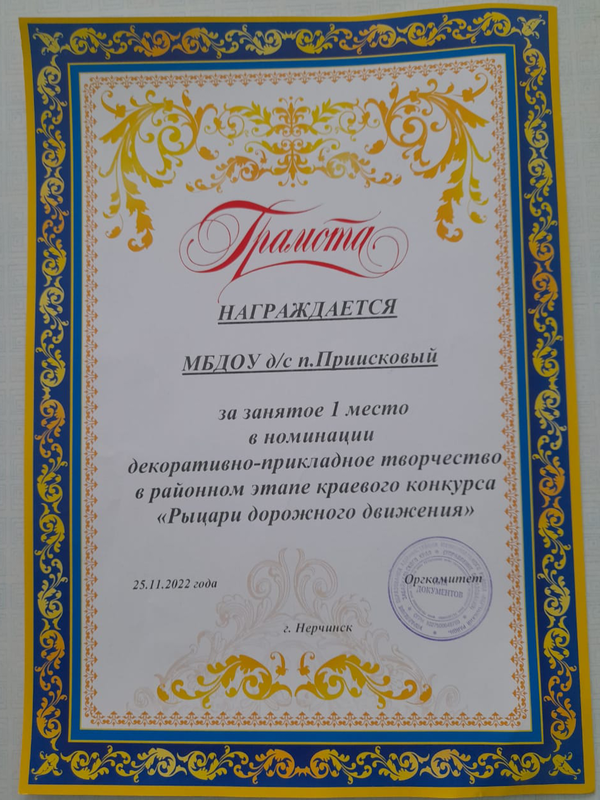 Грамота
НАГРАЖДАЕТСЯ
МБДОУ д/с п.Приисковый
за занятое 1 место
в номинации
декоративно-прикладное творчество
в районном этапе краевого конкурса
«Рыцари дорожного движения»
25.11.2022 года
Оргкомитет
ДОКУМЕНТОВ
г. Нерчинск